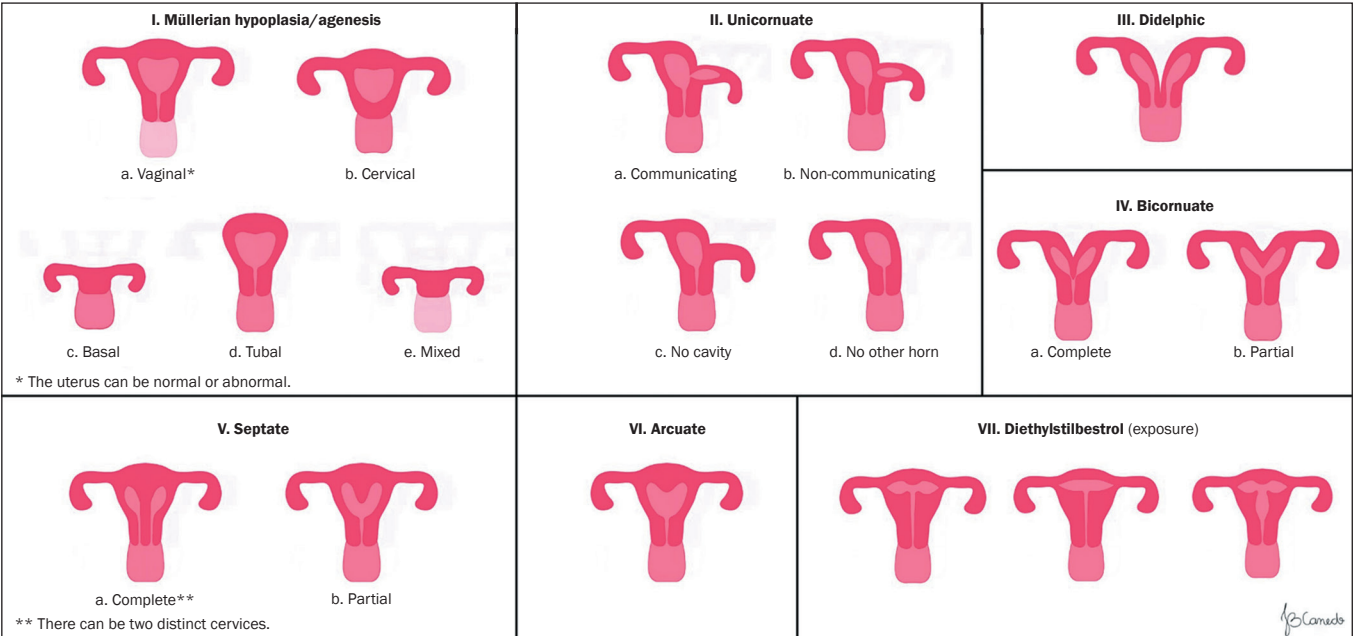 I. Müllerian hypoplasia/agenesis
a. Vaginal*
b. Cervical
c. Basal
d. Tubal
e. Mixed
* The uterus can be normal or abnormal.
II. Unicornuate
a. Communicating
b. Non-communicating
c. No cavity
d. No other horn
III. Didelphic
IV. Bicornuate
a. Complete
b. Partial
V. Septate
a. Complete**
b. Partial
** There can be two distinct cervices.
VI. Arcuate
VII. Diethylstilbestrol (exposure)
JBCanedo